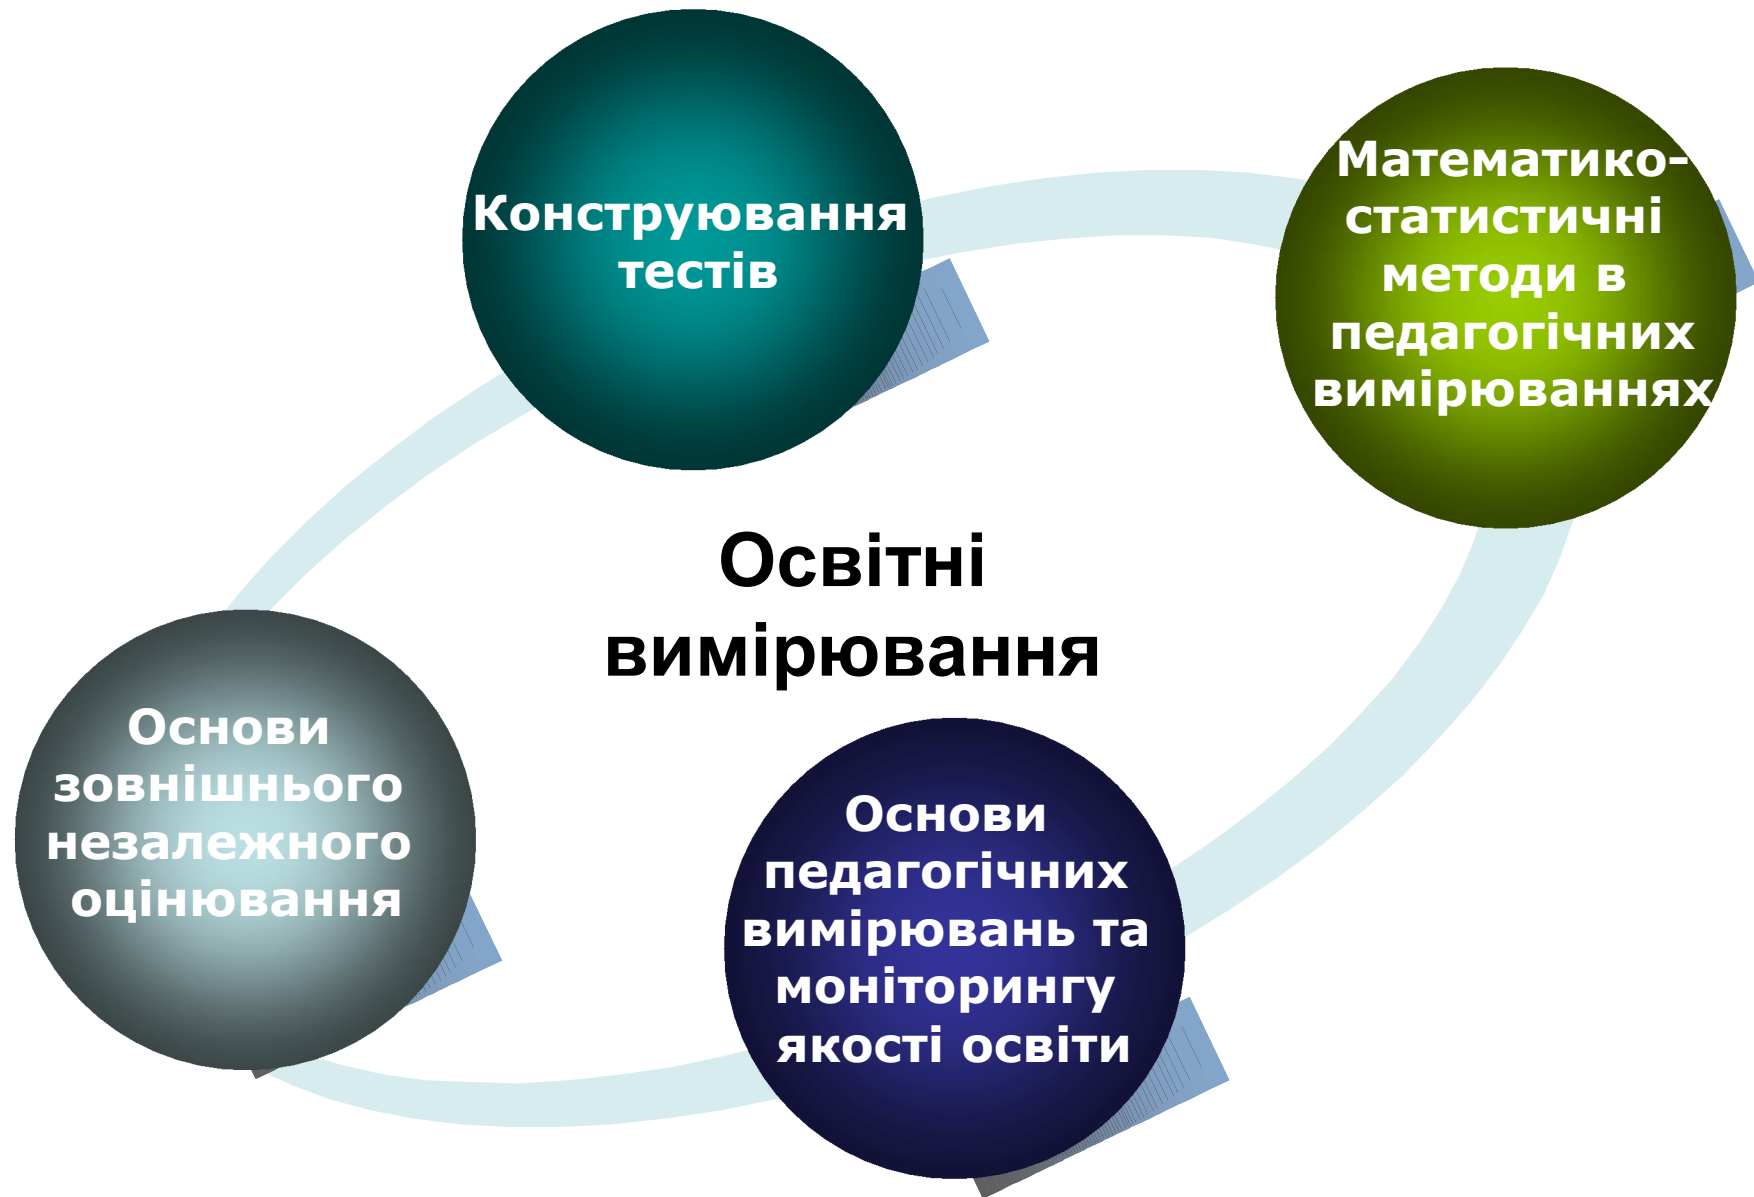 Конструювання
тестів
Математико-
статистичні
методи в
педагогічних
вимірюваннях
Освітні
вимірювання
Основи
зовнішнього
незалежного
оцінювання
Основи
педагогічних
вимірювань та
моніторингу
якості освіти